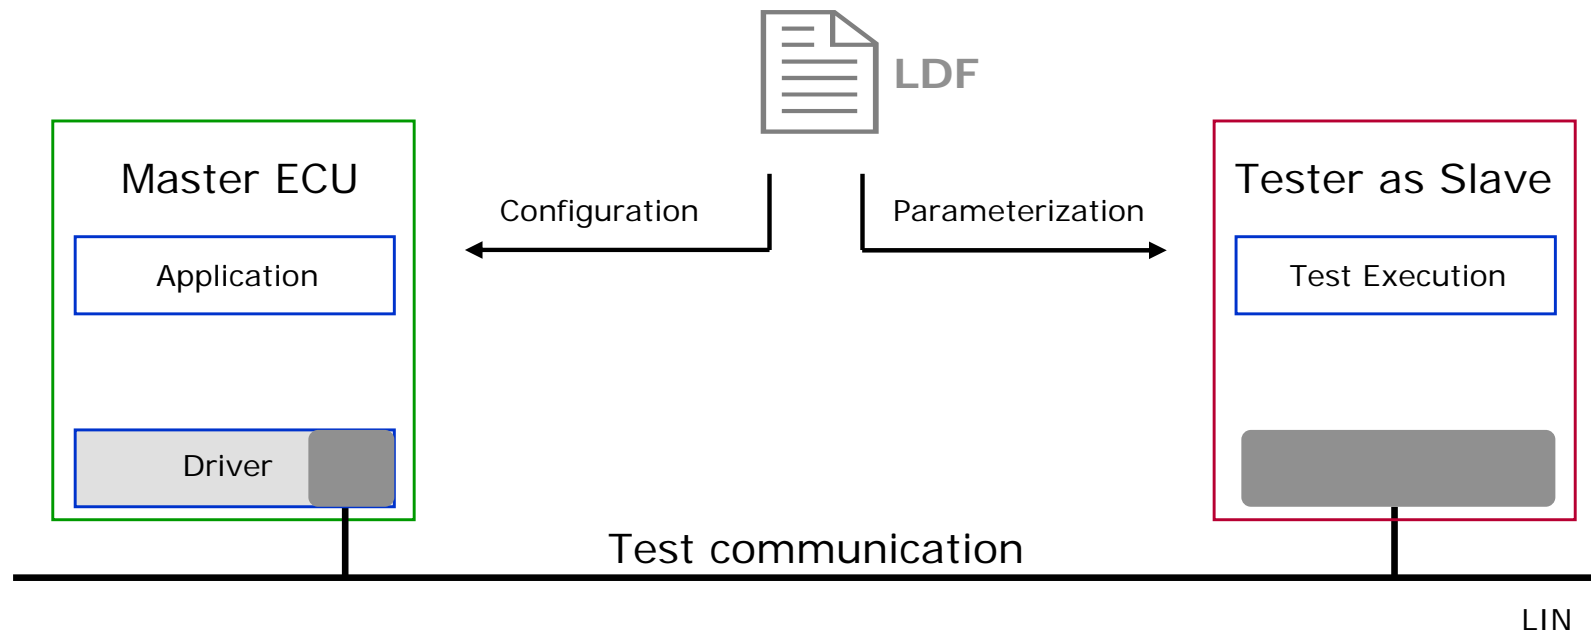 LDF
Master ECU
Tester as Slave
Configuration
Parameterization
Application
Test Execution
Driver
Test communication
LIN